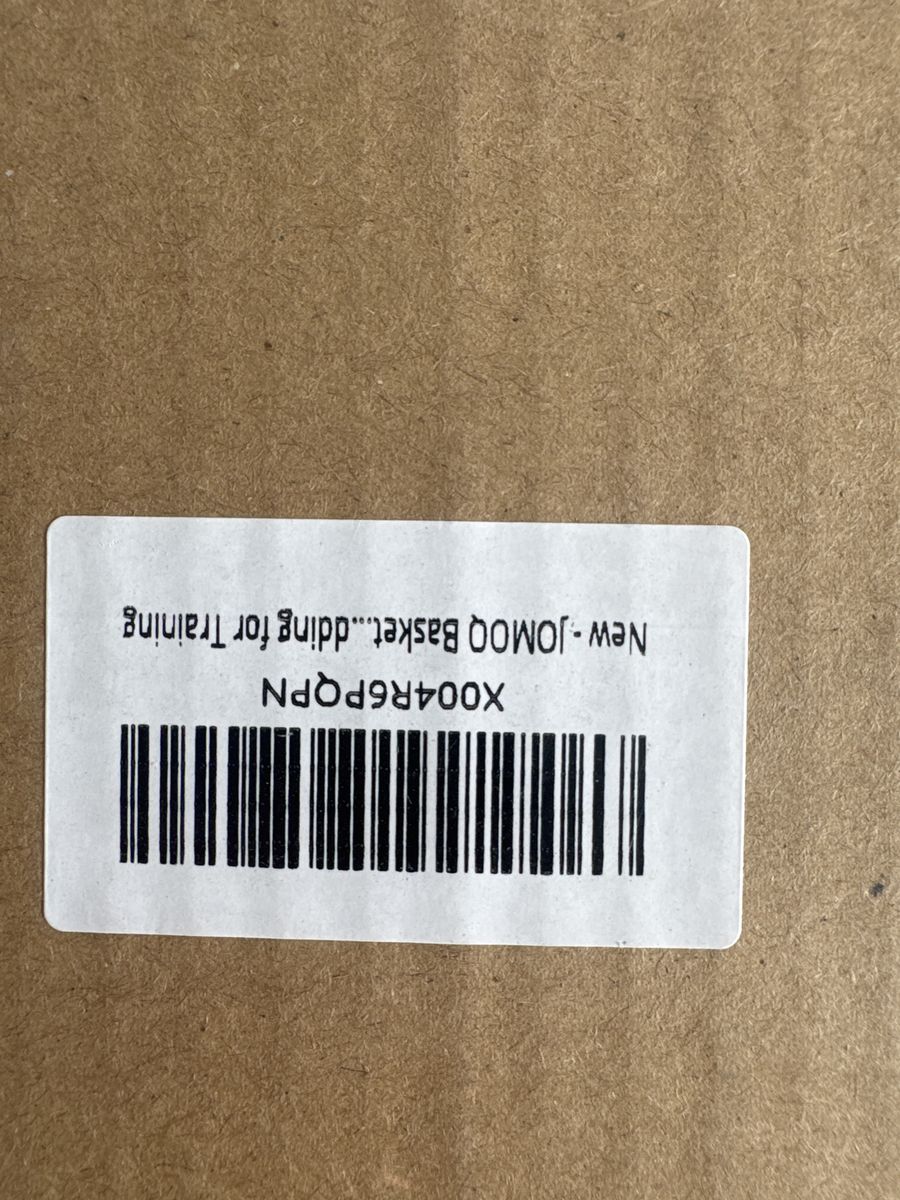 X004R6PQPN
New - JOMOQ Basket...dding for Training